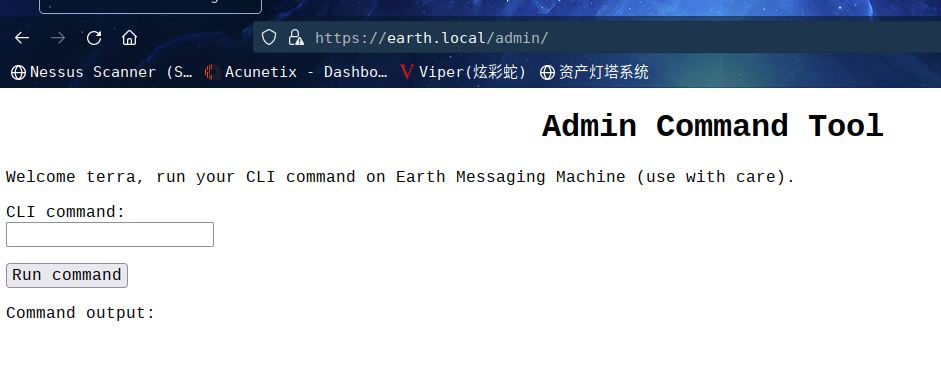 https://earth.local/admin/
Nessus Scanner (S… Acunetix - Dashbo… Viper(炫彩蛇) 资产灯塔系统
Admin Command Tool
Welcome terra, run your CLI command on Earth Messaging Machine (use with care).
CLI command:
Run command
Command output: